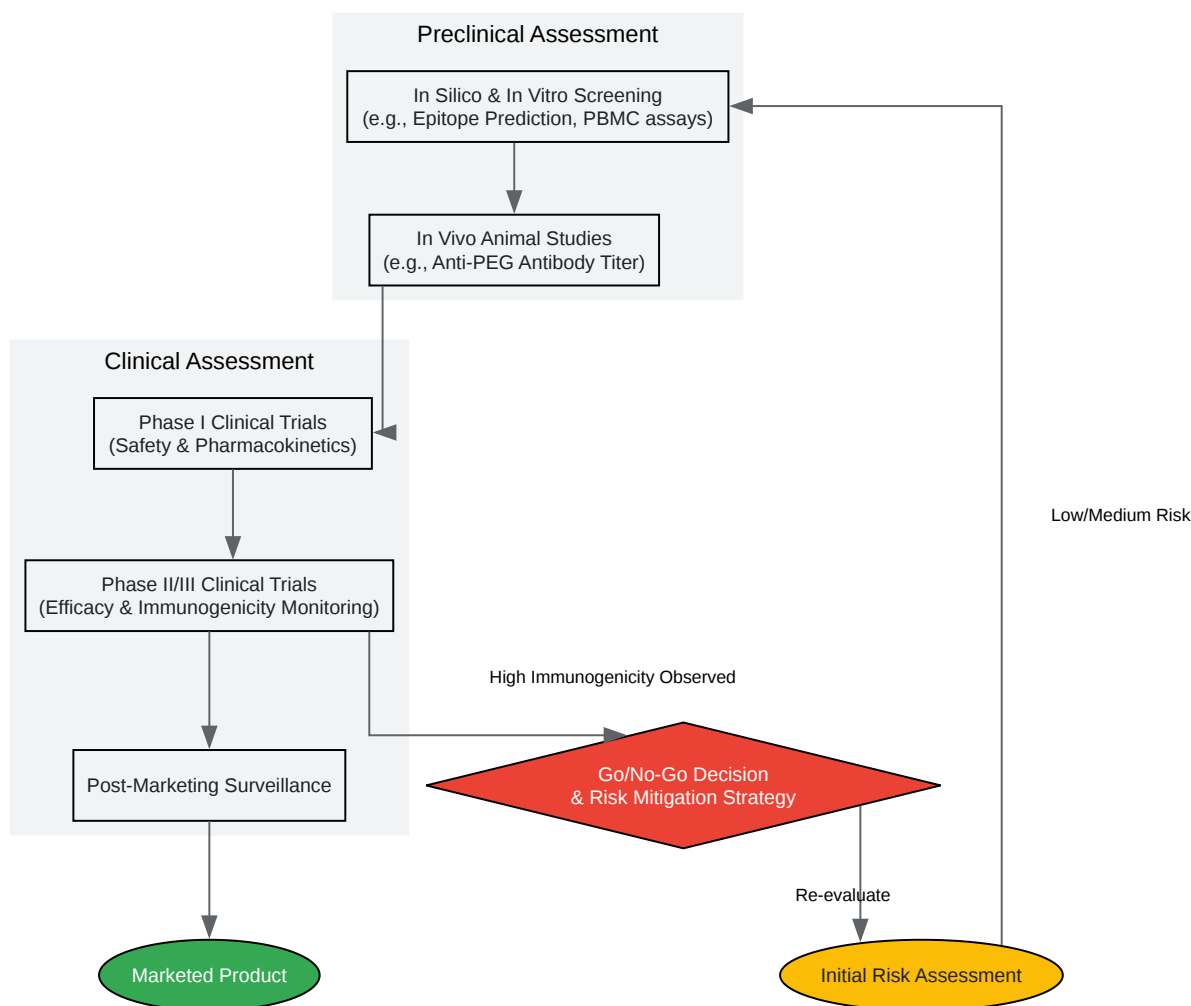 Preclinical Assessment
In Silico & In Vitro Screening
(e.g., Epitope Prediction, PBMC assays)
In Vivo Animal Studies
(e.g., Anti-PEG Antibody Titer)
Clinical Assessment
Phase I Clinical Trials
(Safety & Pharmacokinetics)
Low/Medium Risk
Phase II/III Clinical Trials
(Efficacy & Immunogenicity Monitoring)
High Immunogenicity Observed
Post-Marketing Surveillance
Go/No-Go Decision
& Risk Mitigation Strategy
Re-evaluate
Marketed Product
Initial Risk Assessment